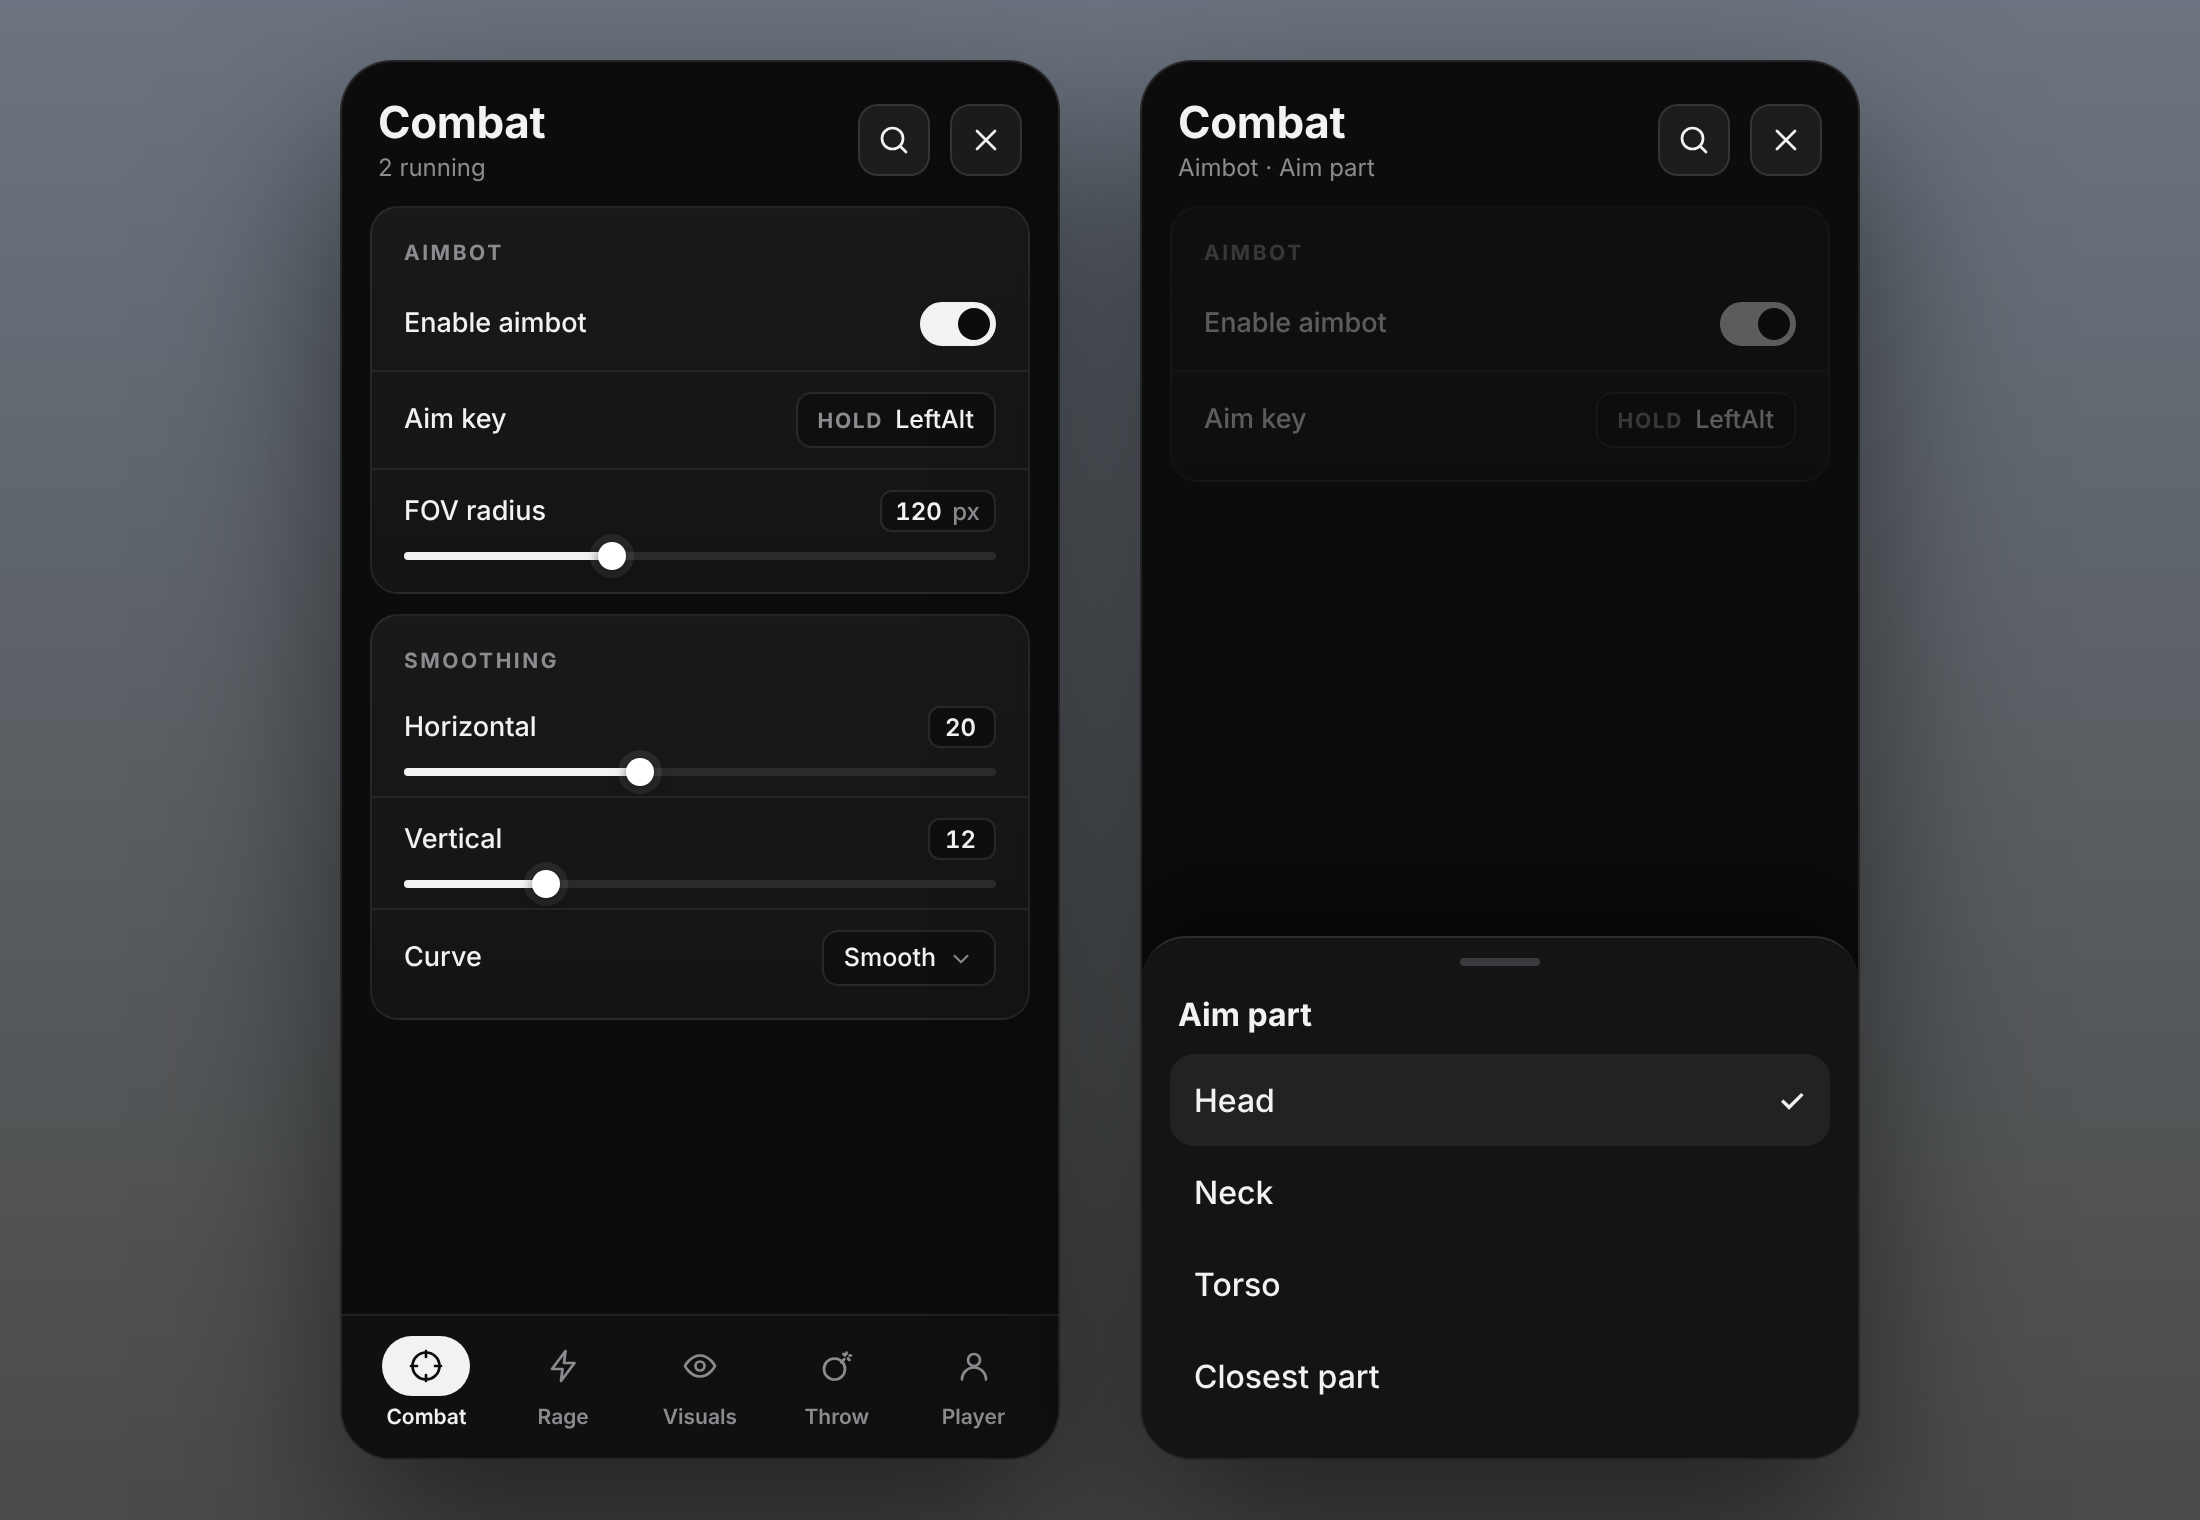 Combat
2 running
AIMBOT
Enable aimbot
Aim key
HOLD LeftAlt
FOV radius
120 px
SMOOTHING
Horizontal
20
Vertical
12
Curve
Smooth
Combat
Rage
Visuals
Throw
Player
Combat
Aimbot · Aim part
AIMBOT
Enable aimbot
Aim key
HOLD LeftAlt
Aim part
Head
Neck
Torso
Closest part